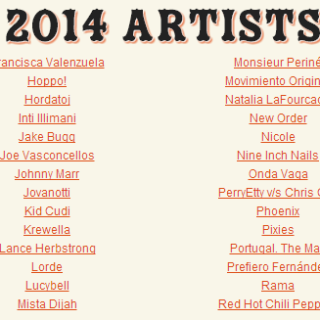 2014 ARTISTS
rancisca Valenzuela
Hoppo!
Hordatoj
Inti Illimani
Jake Bugg
Joe Vasconcellos
Johnny Marr
Jovanotti
Kid Cudi
Krewella
Lance Herbstrong
Lorde
Lucybell
Mista Dijah
Monsieur Periné
Movimiento Origin
Natalia LaFourca
New Order
Nicole
Nine Inch Nails
Onda Vaga
PerryEtty v/s Chris
Phoenix
Pixies
Portugal. The Ma
Prefiero Fernánd
Rama
Red Hot Chili Pepp